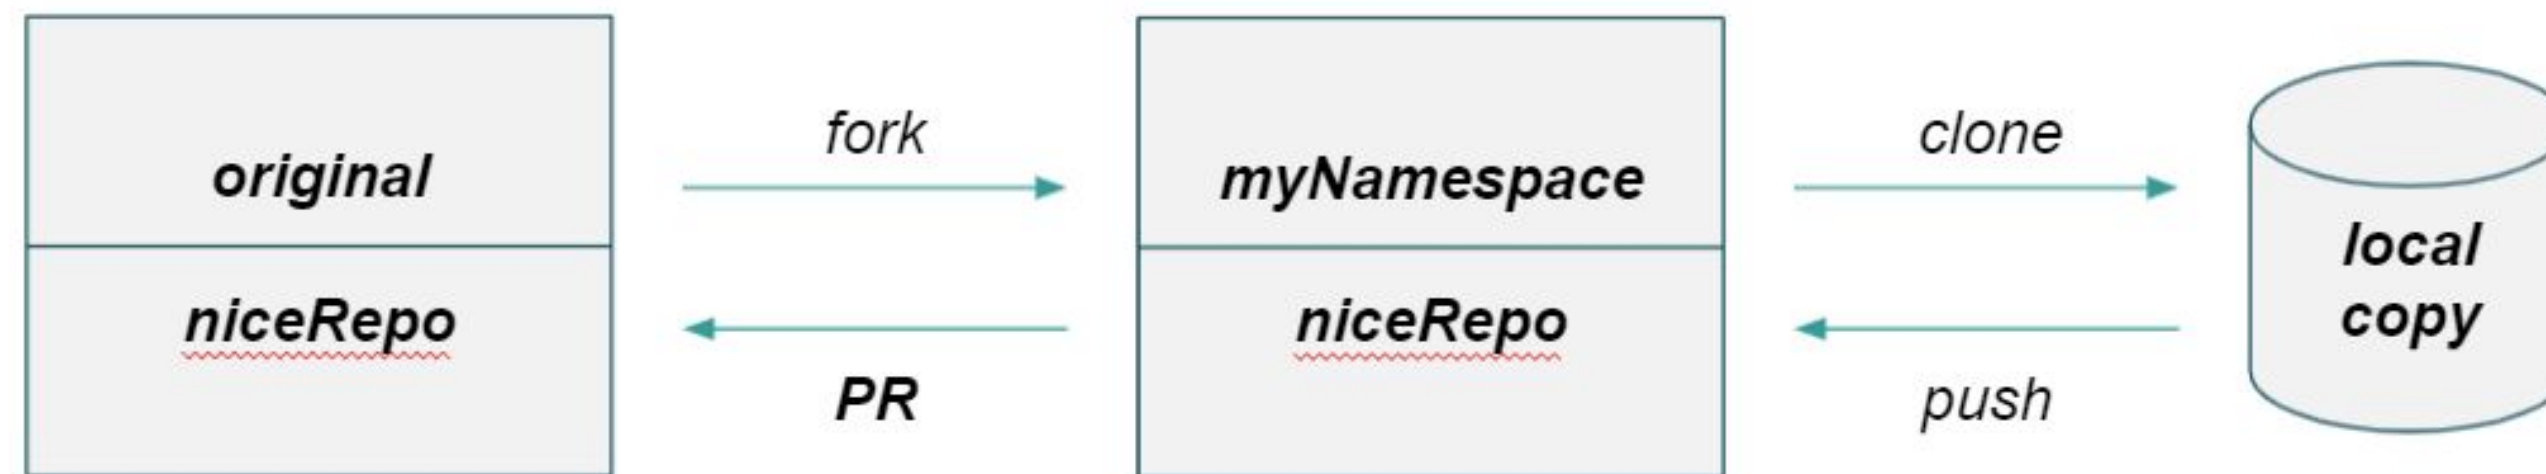 original
niceRepo
fork
PR
myNamespace
niceRepo
clone
push
local
copy